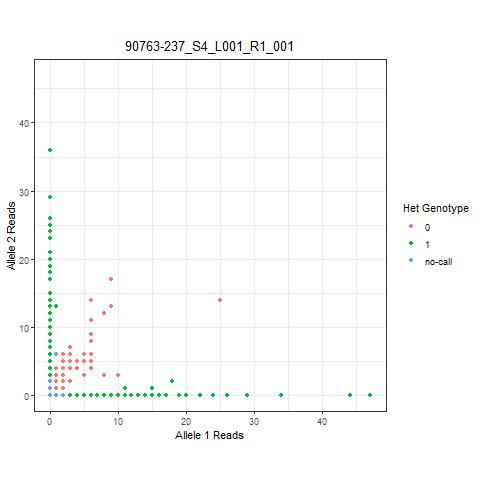 90763-237_S4_L001_R1_001
Allele 2 Reads
40
30
20
10
0
0 10 20 30 40
Allele 1 Reads
Het Genotype
0
1
no-call